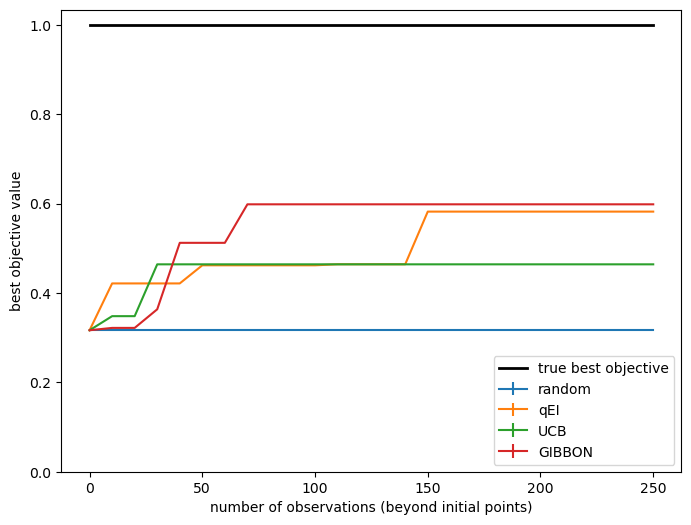 1.0
0.8
0.6
0.4
0.2
0.0
best objective value
0
50
100
150
200
250
number of observations (beyond initial points)
true best objective
random
qEI
UCB
GIBBON